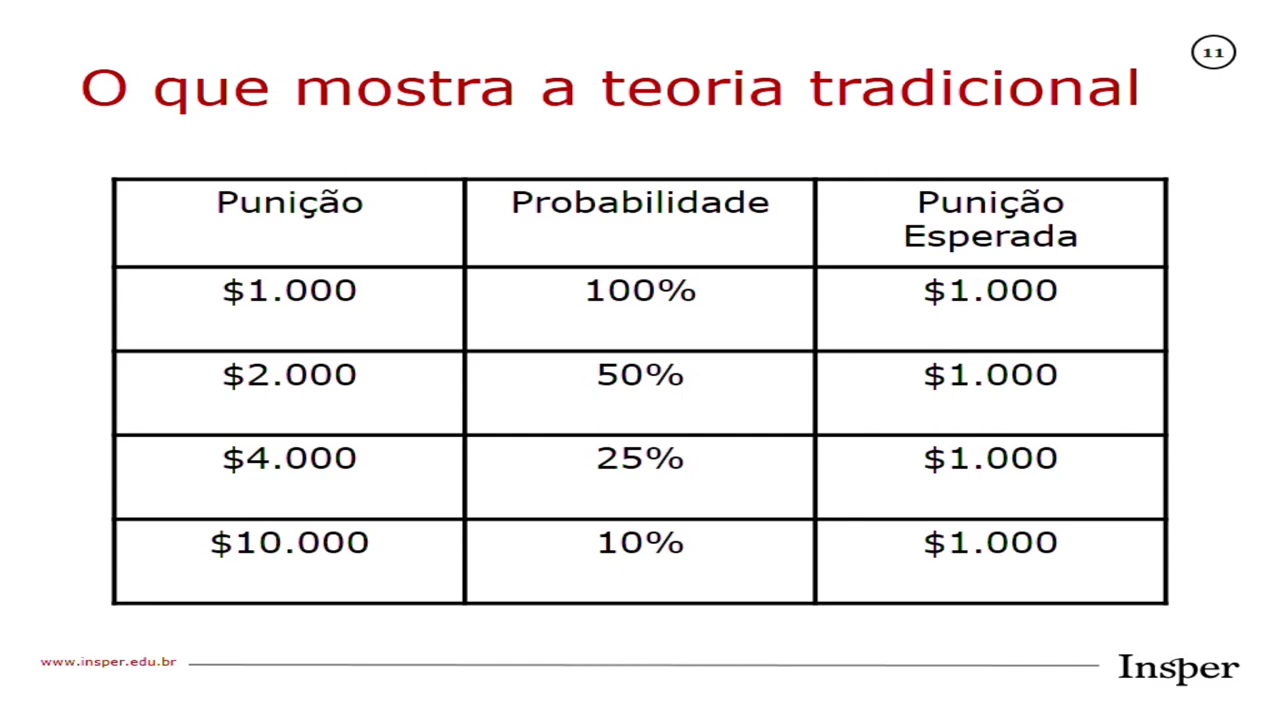 11
O que mostra a teoria tradicional
Punição Probabilidade Punição
Esperada
$1.000 100% $1.000
$2.000 50% $1.000
$4.000 25% $1.000
$10.000 10% $1.000
www.insper.edu.br
Insper